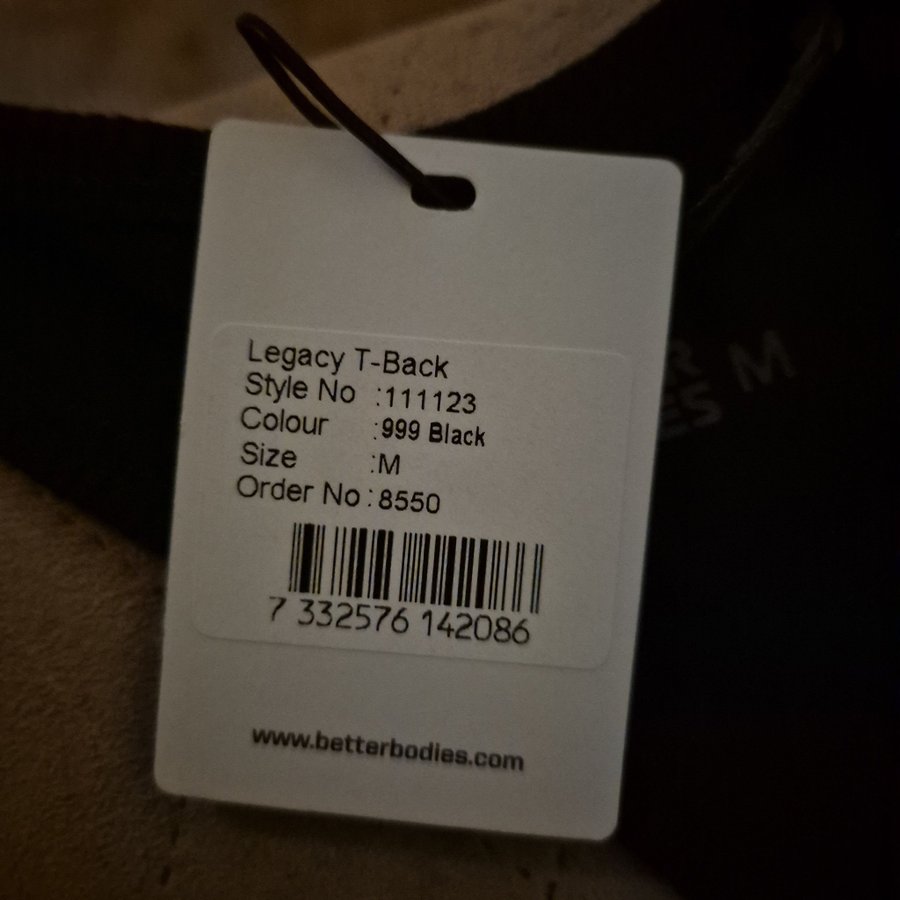 Legacy T-Back
Style No :111123
Colour :999 Black
Size :M
Order No :8550
7 332576 142086
www.betterbodies.com
M